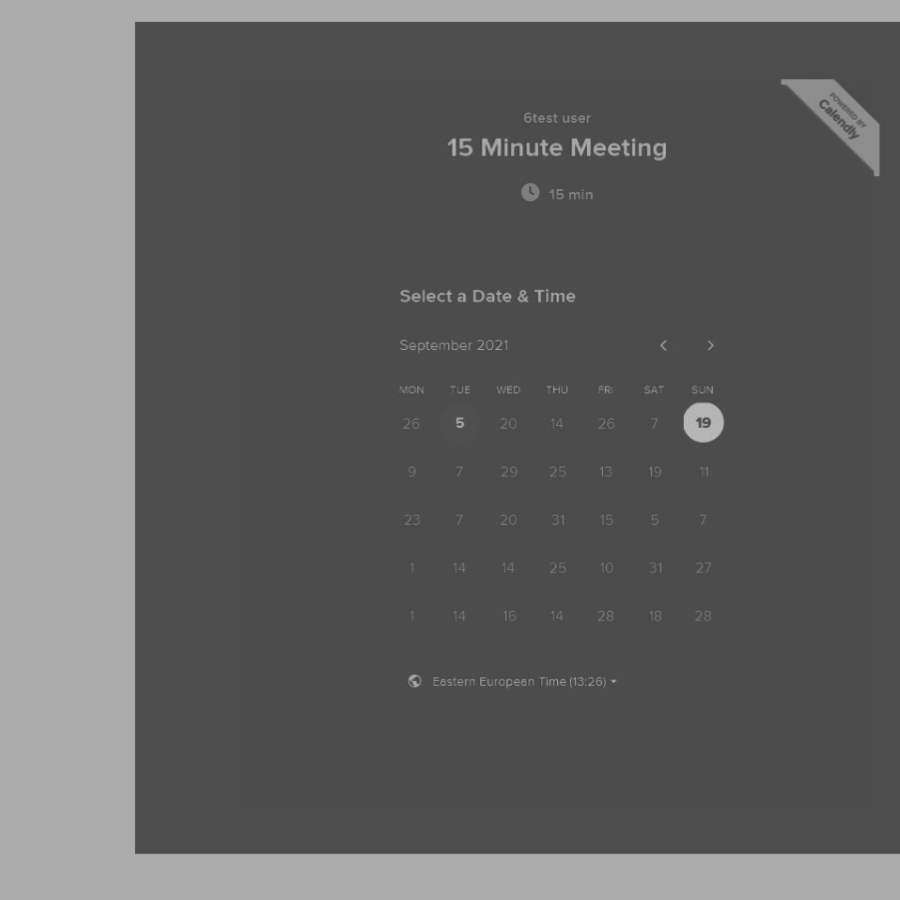 POWERED BY
Calendly
6test user
15 Minute Meeting
15 min
Select a Date & Time
September 2021
MON TUE WED THU FRI SAT SUN
26 5 20 14 26 7 19
9 7 29 25 13 19 11
23 7 20 31 15 5 7
1 14 14 25 10 31 27
1 14 16 14 28 18 28
Eastern European Time (13:26)